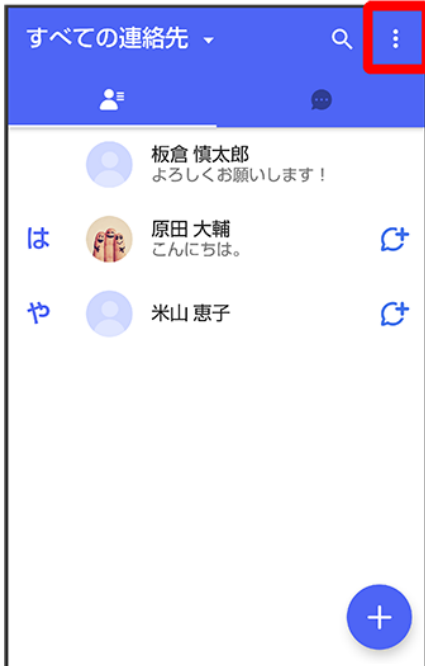 すべての連絡先
板倉 慎太郎
よろしくお願いします！
は
原田 大輔
こんにちは。
や
米山 恵子